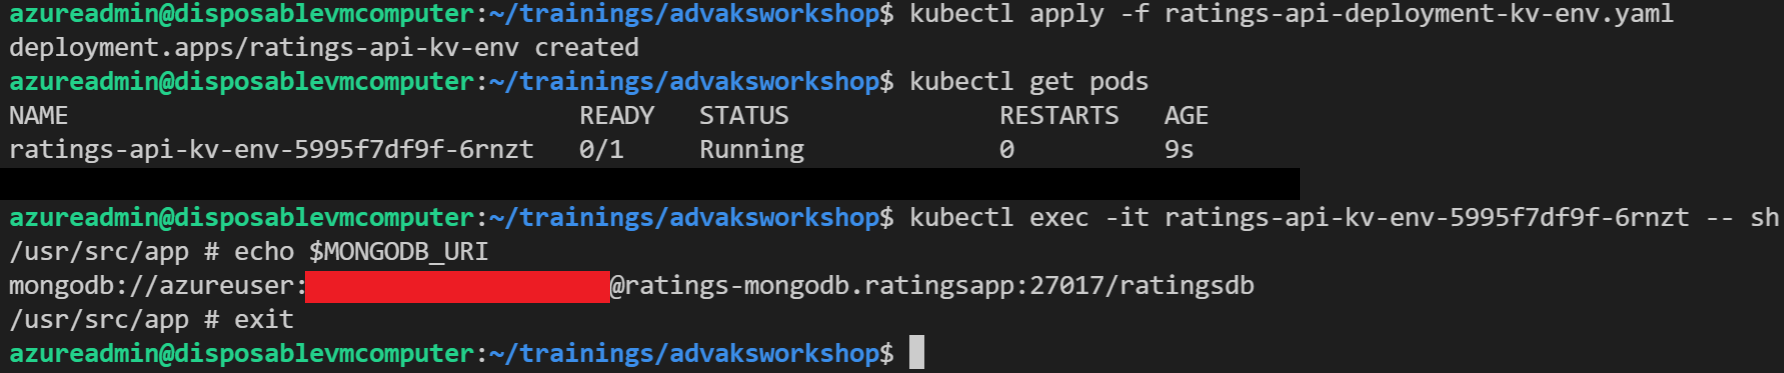 azureadmin@disposablevmcomputer:~/trainings/advaksworkshop$ kubectl apply -f ratings-api-deployment-kv-env.yaml
deployment.apps/ratings-api-kv-env created
azureadmin@disposablevmcomputer:~/trainings/advaksworkshop$ kubectl get pods
NAME READY STATUS RESTARTS AGE
ratings-api-kv-env-5995f7df9f-6rnzt 0/1 Running 0 9s
azureadmin@disposablevmcomputer:~/trainings/advaksworkshop$ kubectl exec -it ratings-api-kv-env-5995f7df9f-6rnzt -- sh
/usr/src/app # echo $MONGODB_URI
mongodb://azureuser: @ratings-mongodb.ratingsapp:27017/ratingsdb
/usr/src/app # exit
azureadmin@disposablevmcomputer:~/trainings/advaksworkshop$